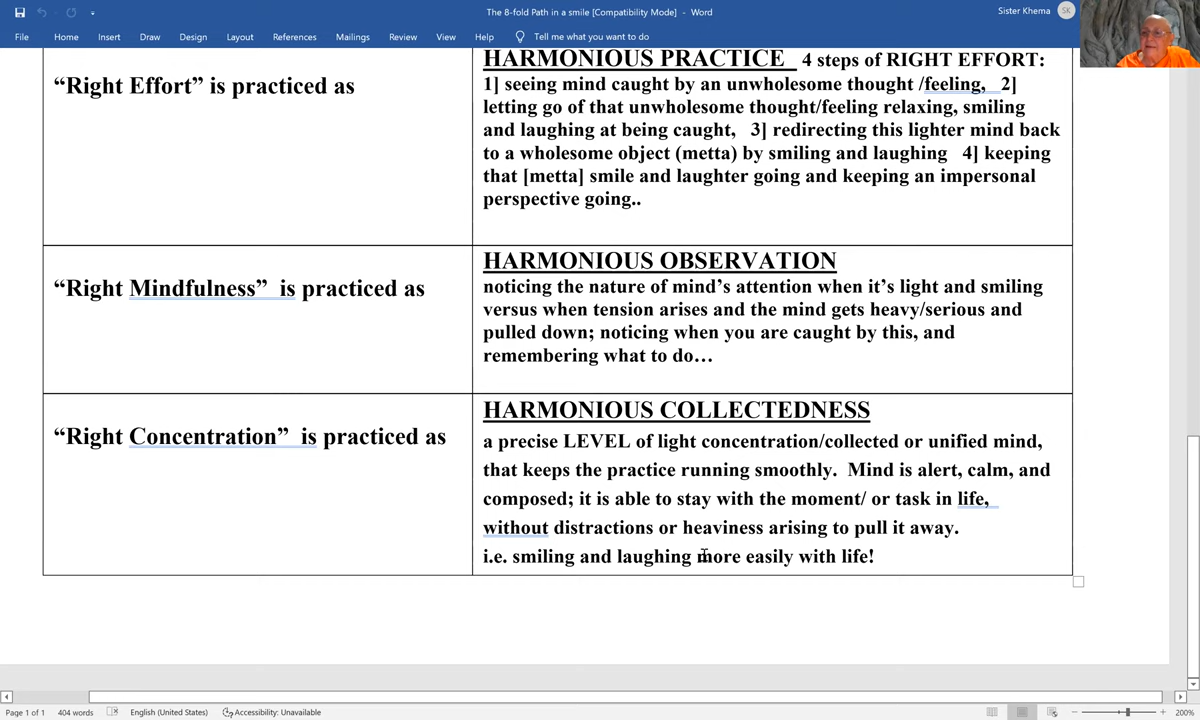 The 8-fold Path in a smile [Compatibility Mode] - Word
Sister Khema
SK
File Home Insert Draw Design Layout References Mailings Review View Help Tell me what you want to do
“Right Effort” is practiced as
HARMONIOUS PRACTICE 4 steps of RIGHT EFFORT:
1] seeing mind caught by an unwholesome thought /feeling, 2]
letting go of that unwholesome thought/feeling relaxing, smiling
and laughing at being caught, 3] redirecting this lighter mind back
to a wholesome object (metta) by smiling and laughing 4] keeping
that [metta] smile and laughter going and keeping an impersonal
perspective going..
“Right Mindfulness” is practiced as
HARMONIOUS OBSERVATION
noticing the nature of mind’s attention when it’s light and smiling
versus when tension arises and the mind gets heavy/serious and
pulled down; noticing when you are caught by this, and
remembering what to do…
“Right Concentration” is practiced as
HARMONIOUS COLLECTEDNESS
a precise LEVEL of light concentration/collected or unified mind,
that keeps the practice running smoothly. Mind is alert, calm, and
composed; it is able to stay with the moment/ or task in life,
without distractions or heaviness arising to pull it away.
i.e. smiling and laughing more easily with life!
Page 1 of 1 404 words English (United States) Accessibility: Unavailable 200%